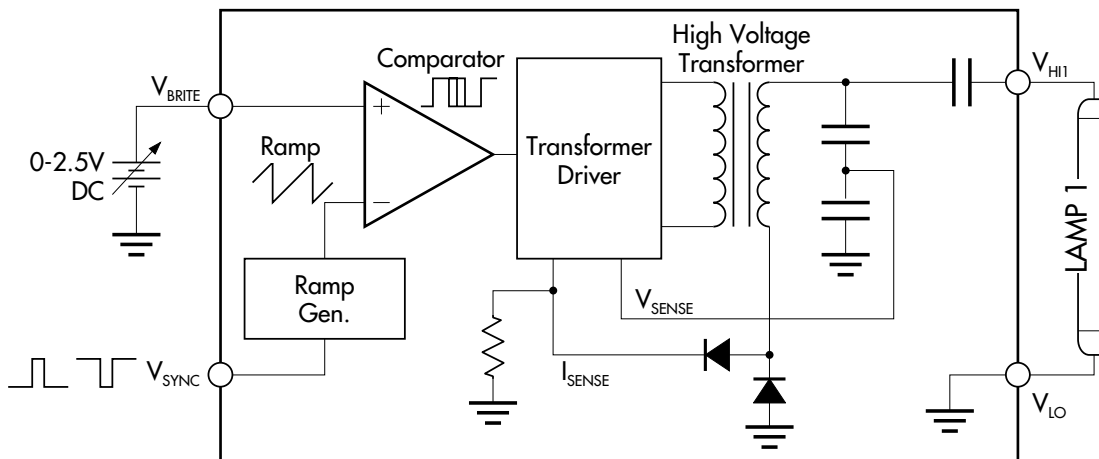 High Voltage
Transformer
Comparator
V_BRITE
V_HI1
+
0-2.5V
DC
Ramp
Transformer
Driver
−
LAMP 1
Ramp
Gen.
V_SENSE
V_SYNC
I_SENSE
V_LO